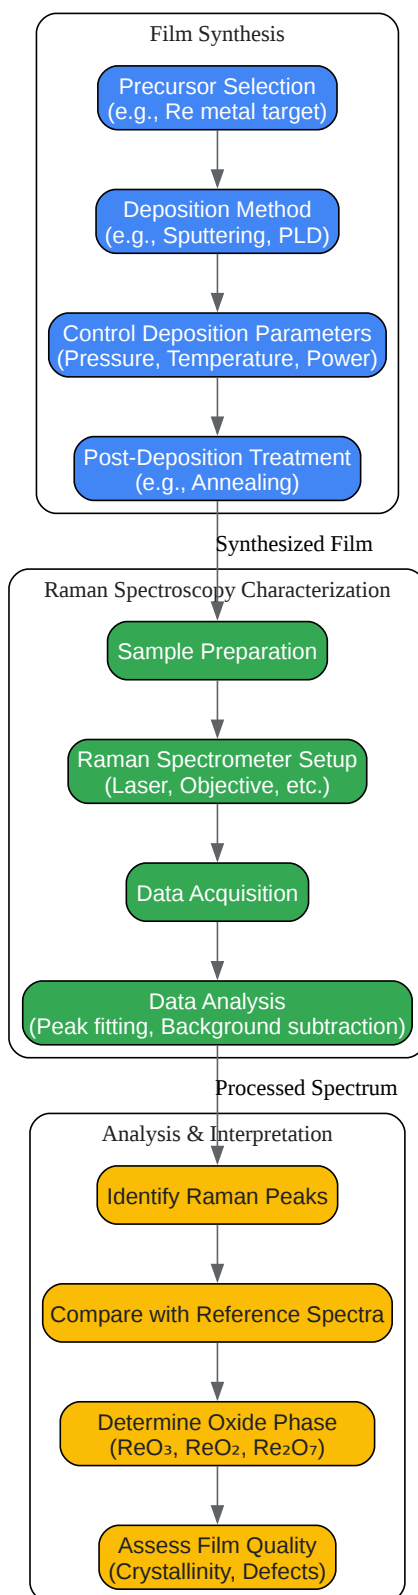 Film Synthesis
Precursor Selection
(e.g., Re metal target)
Deposition Method
(e.g., Sputtering, PLD)
Control Deposition Parameters
(Pressure, Temperature, Power)
Post-Deposition Treatment
(e.g., Annealing)
Synthesized Film
Raman Spectroscopy Characterization
Sample Preparation
Raman Spectrometer Setup
(Laser, Objective, etc.)
Data Acquisition
Data Analysis
(Peak fitting, Background subtraction)
Processed Spectrum
Analysis & Interpretation
Identify Raman Peaks
Compare with Reference Spectra
Determine Oxide Phase
(ReO₃, ReO₂, Re₂O₇)
Assess Film Quality
(Crystallinity, Defects)